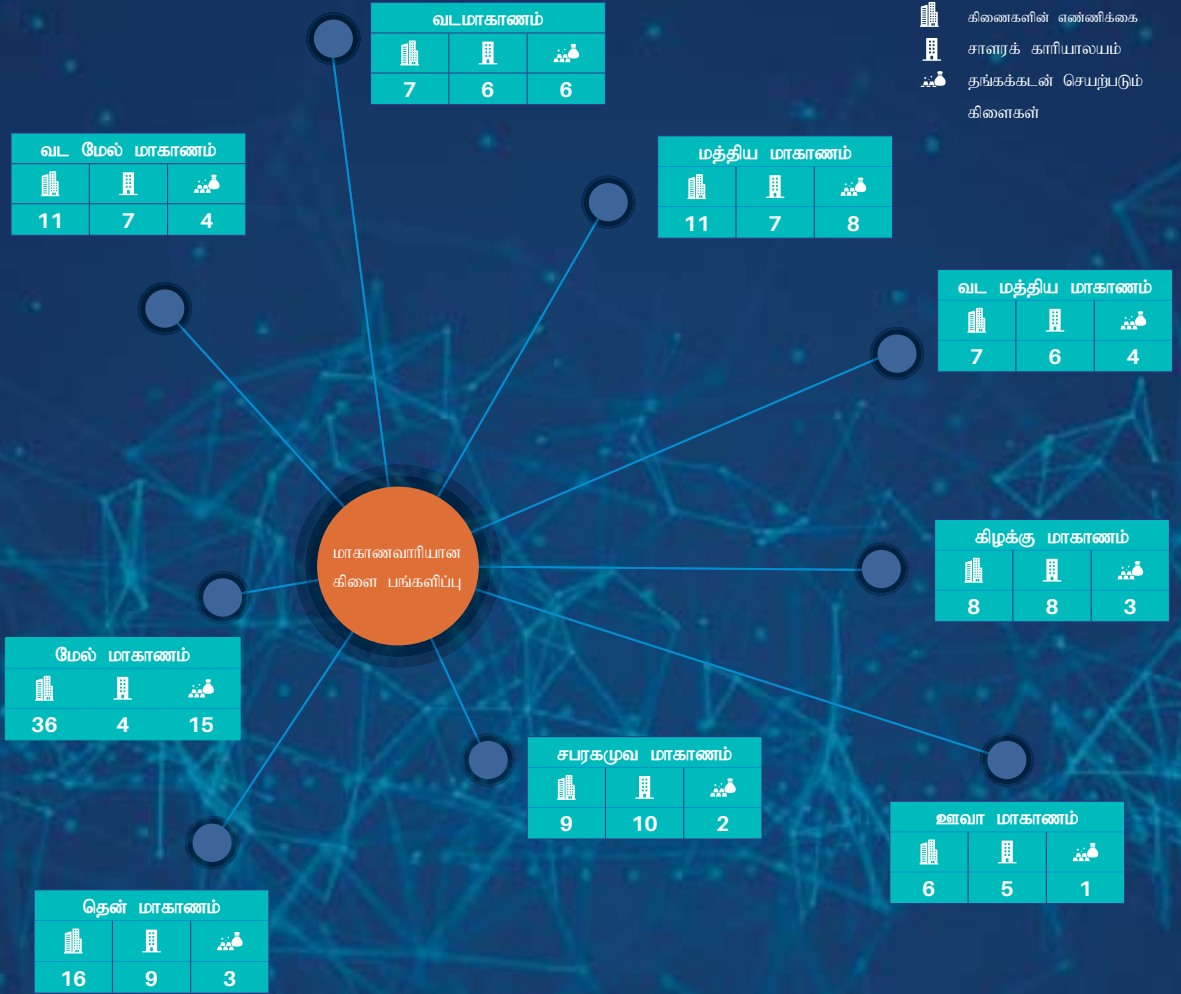 வடமாகாணம்
7 6 6
கிணைகளின் எண்ணிக்கை
சாளரக் காரியாலயம்
தங்கக்கடன் செயற்படும்
கிளைகள்
வட மேல் மாகாணம்
11 7 4
மத்திய மாகாணம்
11 7 8
வட மத்திய மாகாணம்
7 6 4
மாகாணவாரியான
கிளை பங்களிப்பு
கிழக்கு மாகாணம்
8 8 3
மேல் மாகாணம்
36 4 15
சபரகமுவ மாகாணம்
9 10 2
ஊவா மாகாணம்
6 5 1
தென் மாகாணம்
16 9 3